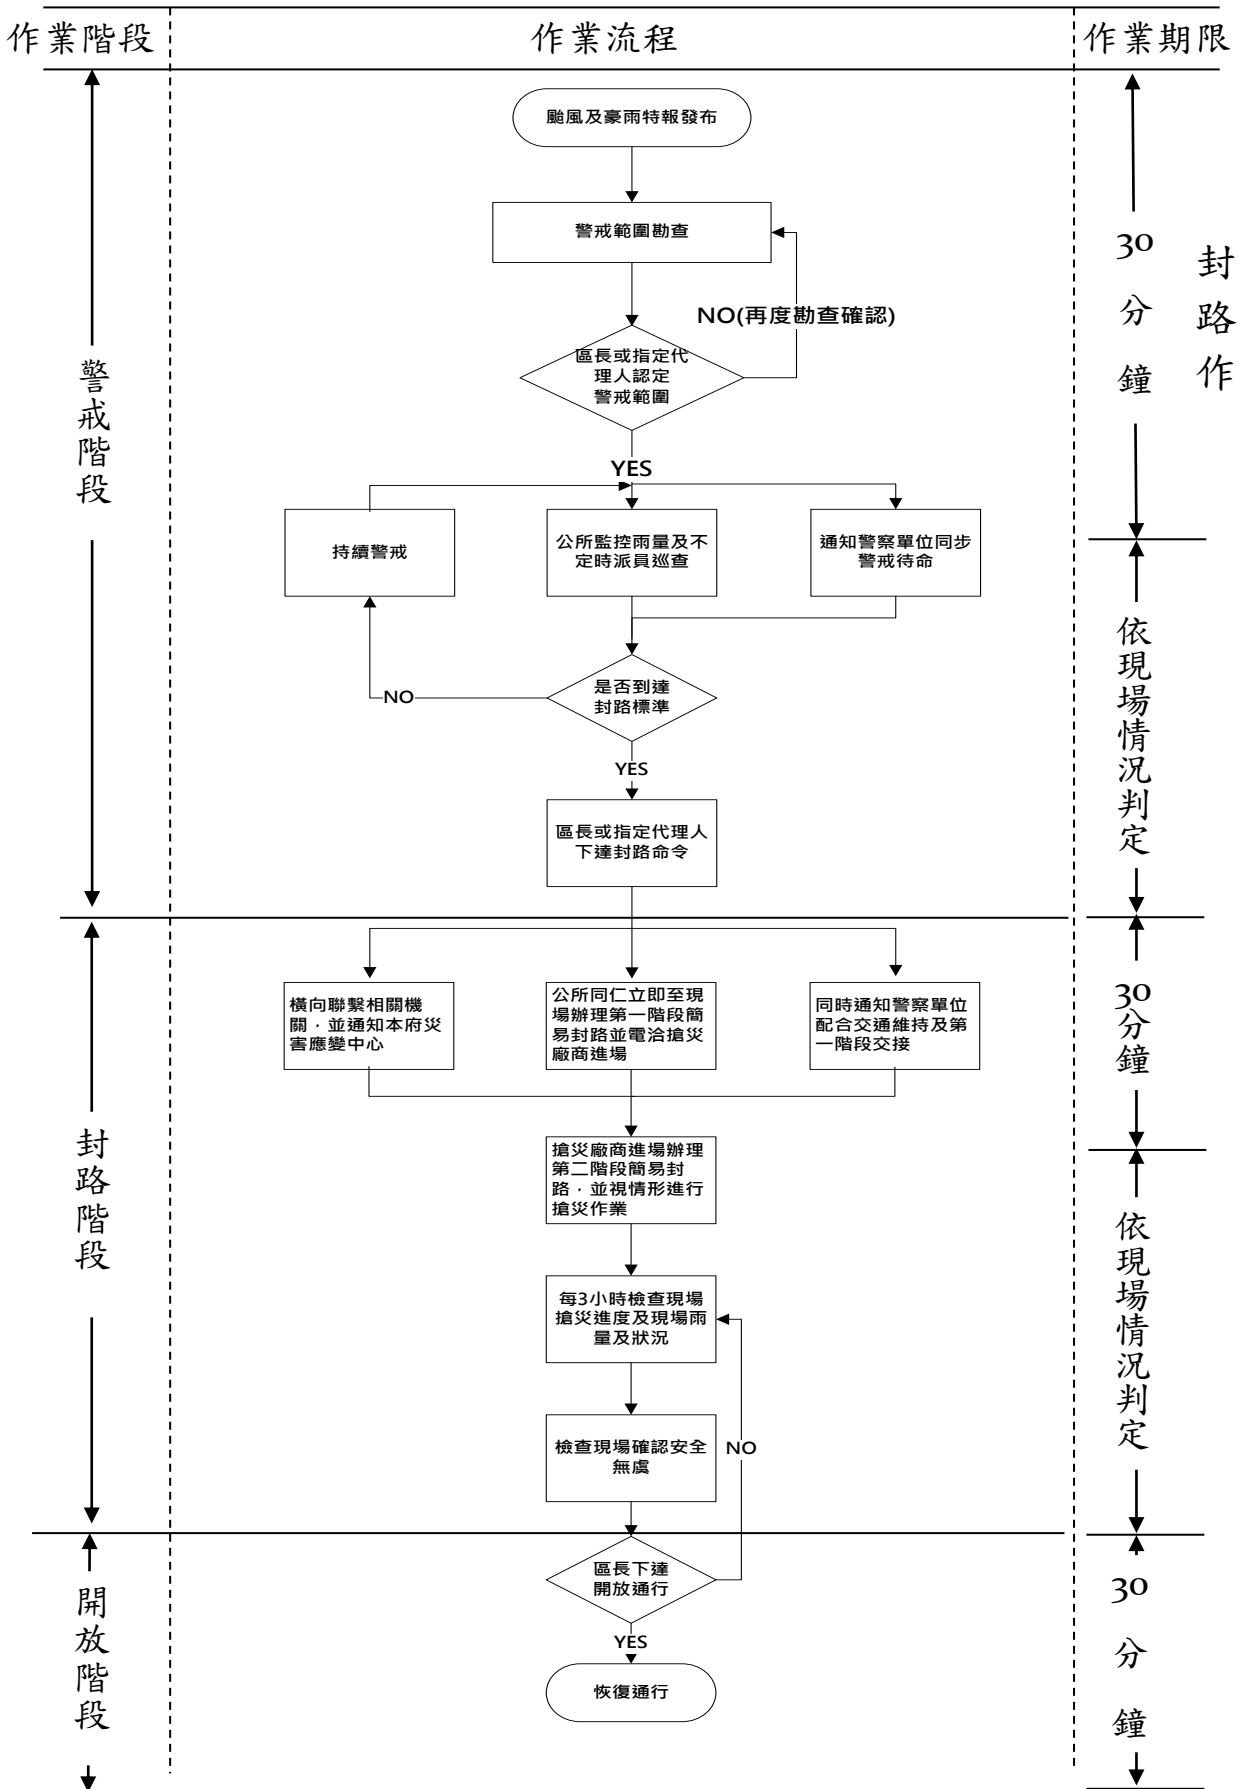 作業階段
作業流程
作業期限
颱風及豪雨特報發布
警戒範圍勘查
NO(再度勘查確認)
區長或指定代
理人認定
警戒範圍
YES
持續警戒
公所監控雨量及不
定時派員巡查
通知警察單位同步
警戒待命
是否到達
封路標準
NO
YES
區長或指定代理人
下達封路命令
警戒階段
30
分
鐘
封
路
作
依現場情況判定
橫向聯繫相關機
關，並通知本府災
害應變中心
公所同仁立即至現
場辦理第一階段簡
易封路並電洽搶災
廠商進場
同時通知警察單位
配合交通維持及第
一階段交接
搶災廠商進場辦理
第二階段簡易封
路，並視情形進行
搶災作業
每3小時檢查現場
搶災進度及現場雨
量及狀況
檢查現場確認安全
無虞
NO
封路階段
30分鐘
依現場情況判定
區長下達
開放通行
YES
恢復通行
開放階段
30
分
鐘